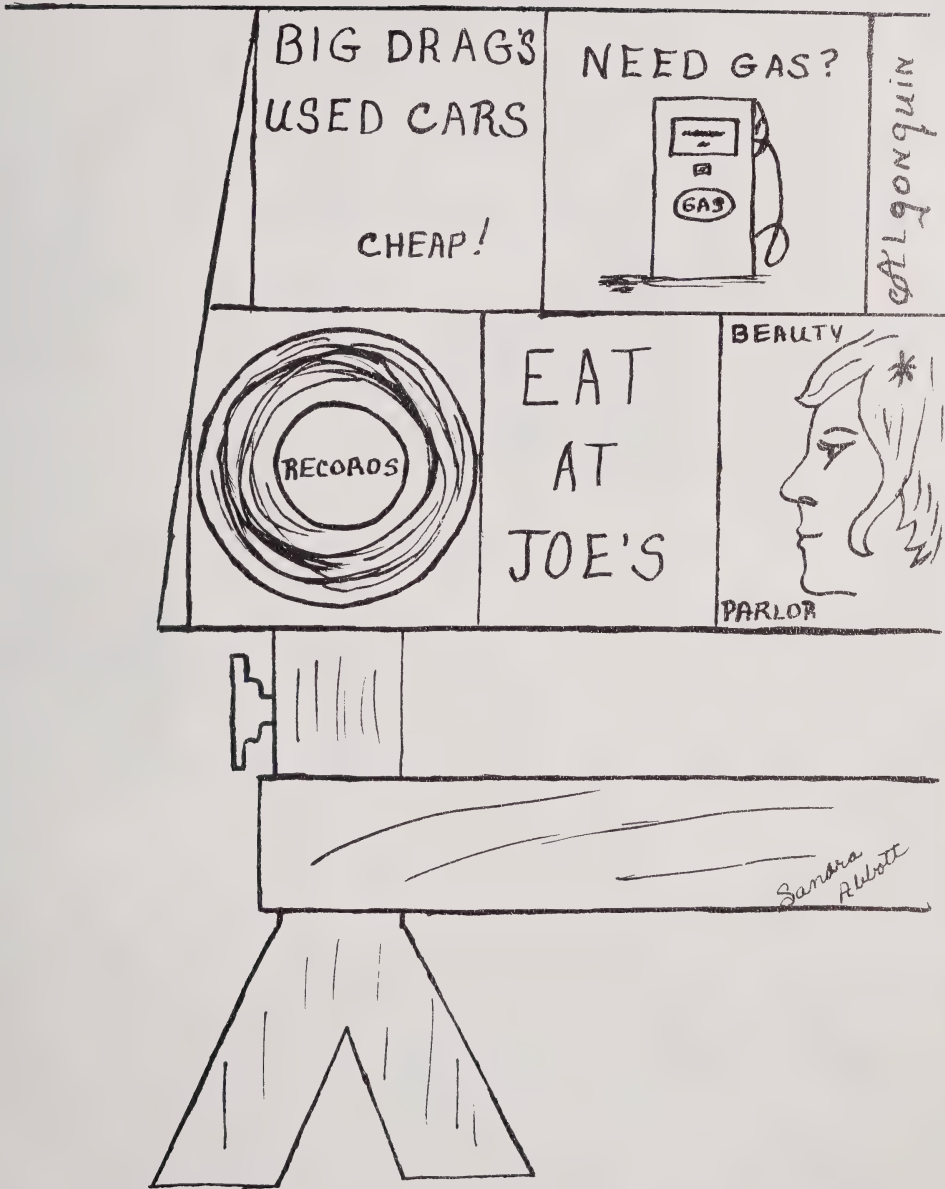 BIG DRAG'S
USED CARS
CHEAP!
NEED GAS?
GAS
Algonquin
RECORDS
EAT
AT
JOE'S
BEAUTY
PARLOR
Sandra
Abbott